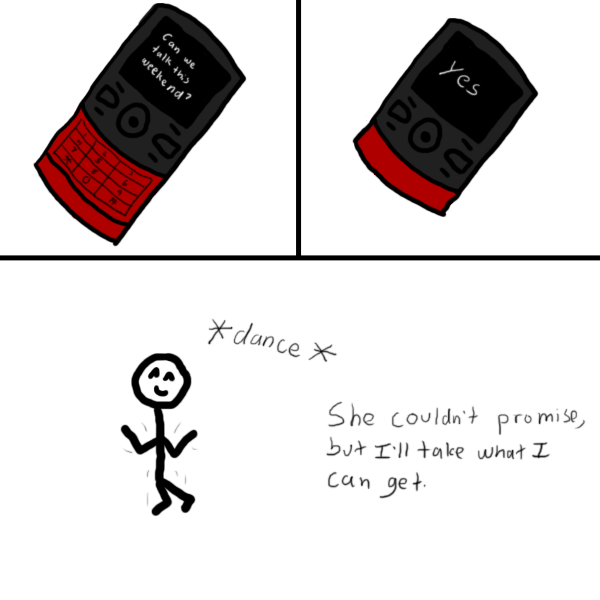 Can we
talk this
weekend?
yes
*dance*
She couldn't promise,
but I'll take what I
can get.